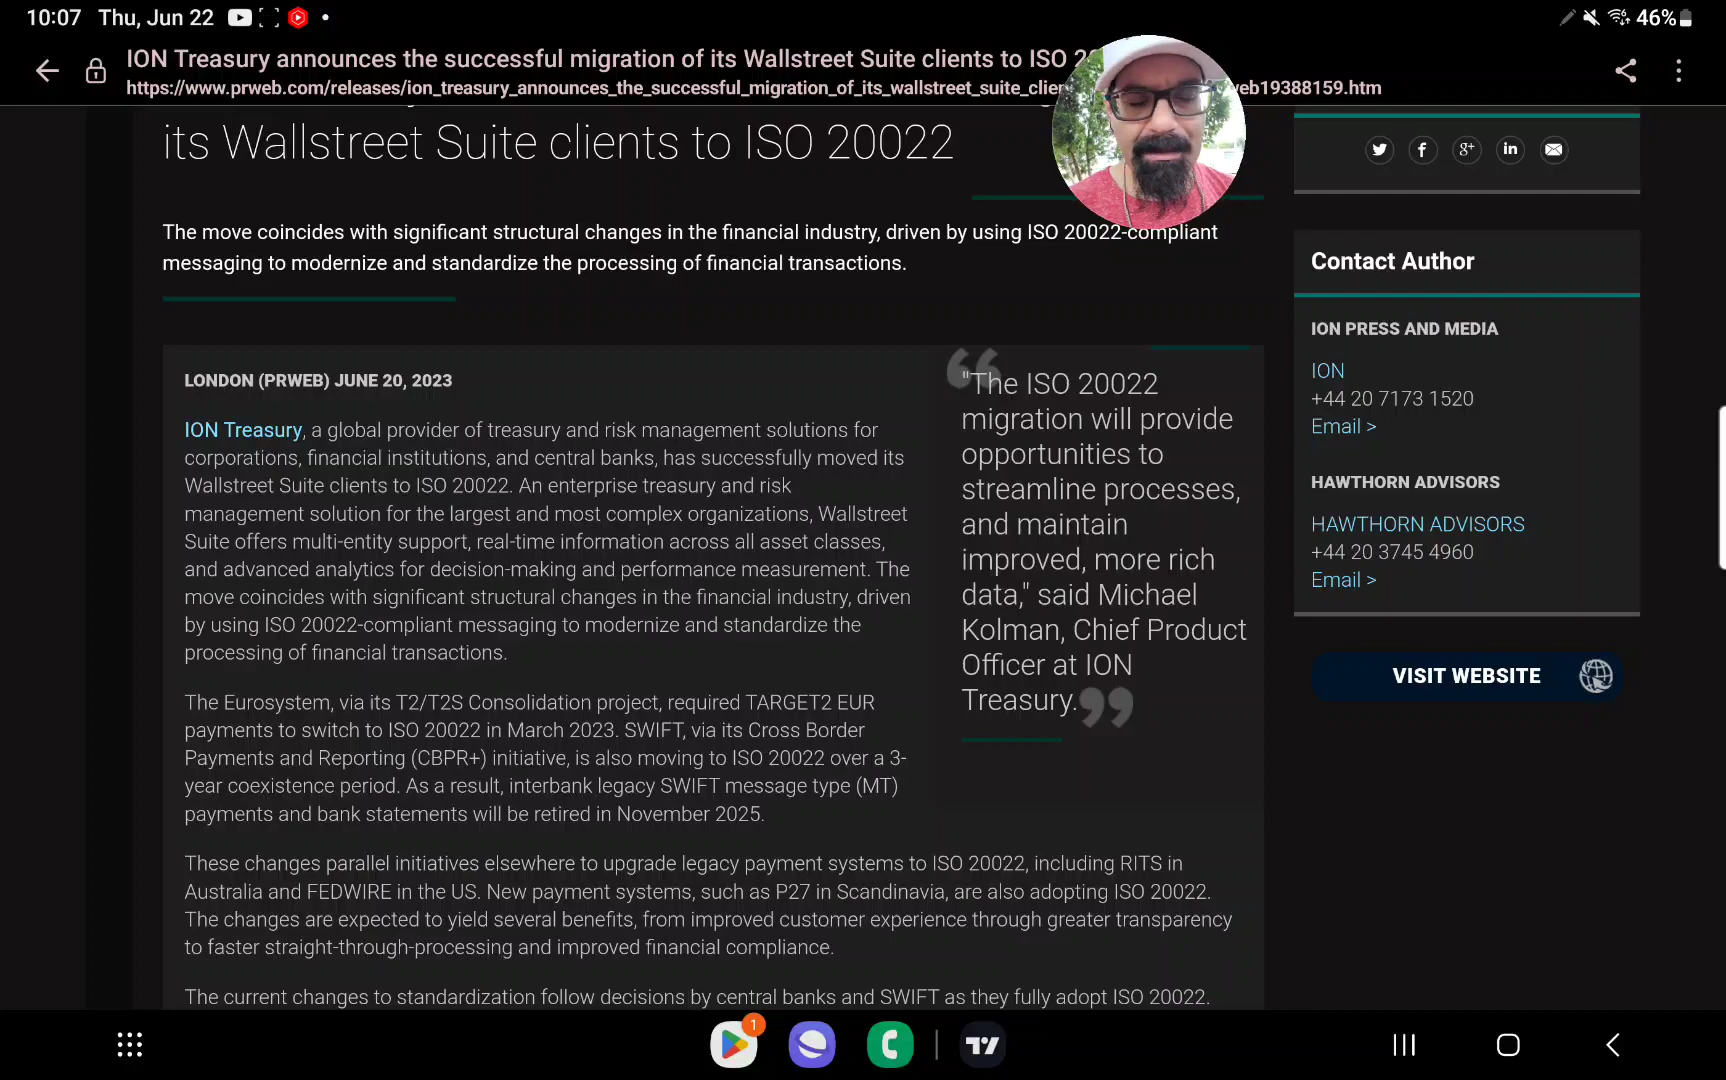 10:07 Thu, Jun 22
46%
ION Treasury announces the successful migration of its Wallstreet Suite clients to ISO
https://www.prweb.com/releases/ion_treasury_announces_the_successful_migration_of_its_wallstreet_suite_clie eb19388159.htm
its Wallstreet Suite clients to ISO 20022
The move coincides with significant structural changes in the financial industry, driven by using ISO 20022-compliant
messaging to modernize and standardize the processing of financial transactions.
LONDON (PRWEB) JUNE 20, 2023
ION Treasury, a global provider of treasury and risk management solutions for
corporations, financial institutions, and central banks, has successfully moved its
Wallstreet Suite clients to ISO 20022. An enterprise treasury and risk
management solution for the largest and most complex organizations, Wallstreet
Suite offers multi-entity support, real-time information across all asset classes,
and advanced analytics for decision-making and performance measurement. The
move coincides with significant structural changes in the financial industry, driven
by using ISO 20022-compliant messaging to modernize and standardize the
processing of financial transactions.
The Eurosystem, via its T2/T2S Consolidation project, required TARGET2 EUR
payments to switch to ISO 20022 in March 2023. SWIFT, via its Cross Border
Payments and Reporting (CBPR+) initiative, is also moving to ISO 20022 over a 3-
year coexistence period. As a result, interbank legacy SWIFT message type (MT)
payments and bank statements will be retired in November 2025.
"The ISO 20022
migration will provide
opportunities to
streamline processes,
and maintain
improved, more rich
data," said Michael
Kolman, Chief Product
Officer at ION
Treasury.
These changes parallel initiatives elsewhere to upgrade legacy payment systems to ISO 20022, including RITS in
Australia and FEDWIRE in the US. New payment systems, such as P27 in Scandinavia, are also adopting ISO 20022.
The changes are expected to yield several benefits, from improved customer experience through greater transparency
to faster straight-through-processing and improved financial compliance.
The current changes to standardization follow decisions by central banks and SWIFT as they fully adopt ISO 20022.
Contact Author
ION PRESS AND MEDIA
ION
+44 20 7173 1520
Email >
HAWTHORN ADVISORS
HAWTHORN ADVISORS
+44 20 3745 4960
Email >
VISIT WEBSITE
1